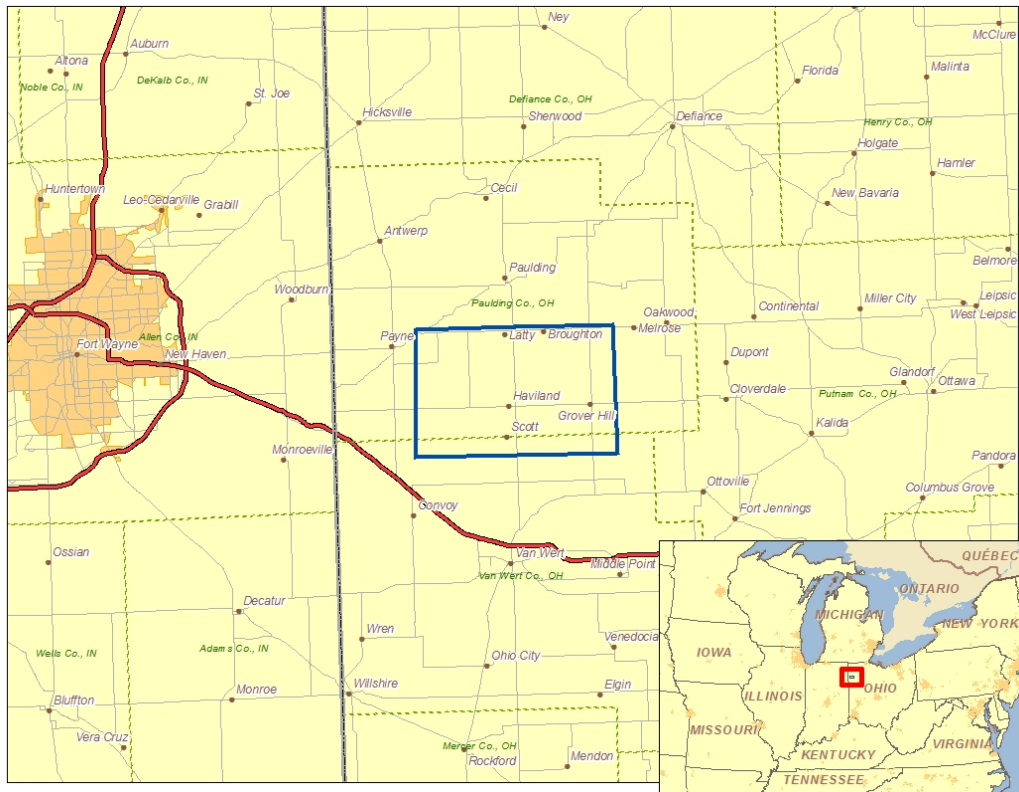 Ney
McClure
Auburn
Altona
Noble Co., IN
DeKalb Co., IN
St. Joe
Hicksville
Defiance Co., OH
Sherwood
Defiance
Florida
Malinta
Henry Co., OH
Holgate
Hamler
Huntertown
Leo-Cedarville
Grabill
Cecil
New Bavaria
Antwerp
Belmore
Paulding
Woodburn
Paulding Co., OH
Oakwood
Continental
Miller City
Leipsic
West Leipsic
Allen Co., IN
Fort Wayne
New Haven
Payne
Latty
Broughton
Melrose
Dupont
Cloverdale
Glandorf
Ottawa
Putnam Co., OH
Haviland
Grover Hill
Scott
Kalida
Monroeville
Pandora
Ottoville
Columbus Grove
Convoy
Fort Jennings
Ossian
Van Wert
Middle Point
Van Wert Co., OH
Decatur
Wren
Venedocia
Wells Co., IN
Adams Co., IN
Ohio City
Bluffton
Monroe
Willshire
Elgin
Vera Cruz
Mercer Co., OH
Rockford
Mendon
QUÉBEC
ONTARIO
MICHIGAN
NEW YORK
IOWA
ILLINOIS
OHIO
MISSOURI
KENTUCKY
VIRGINIA
TENNESSEE